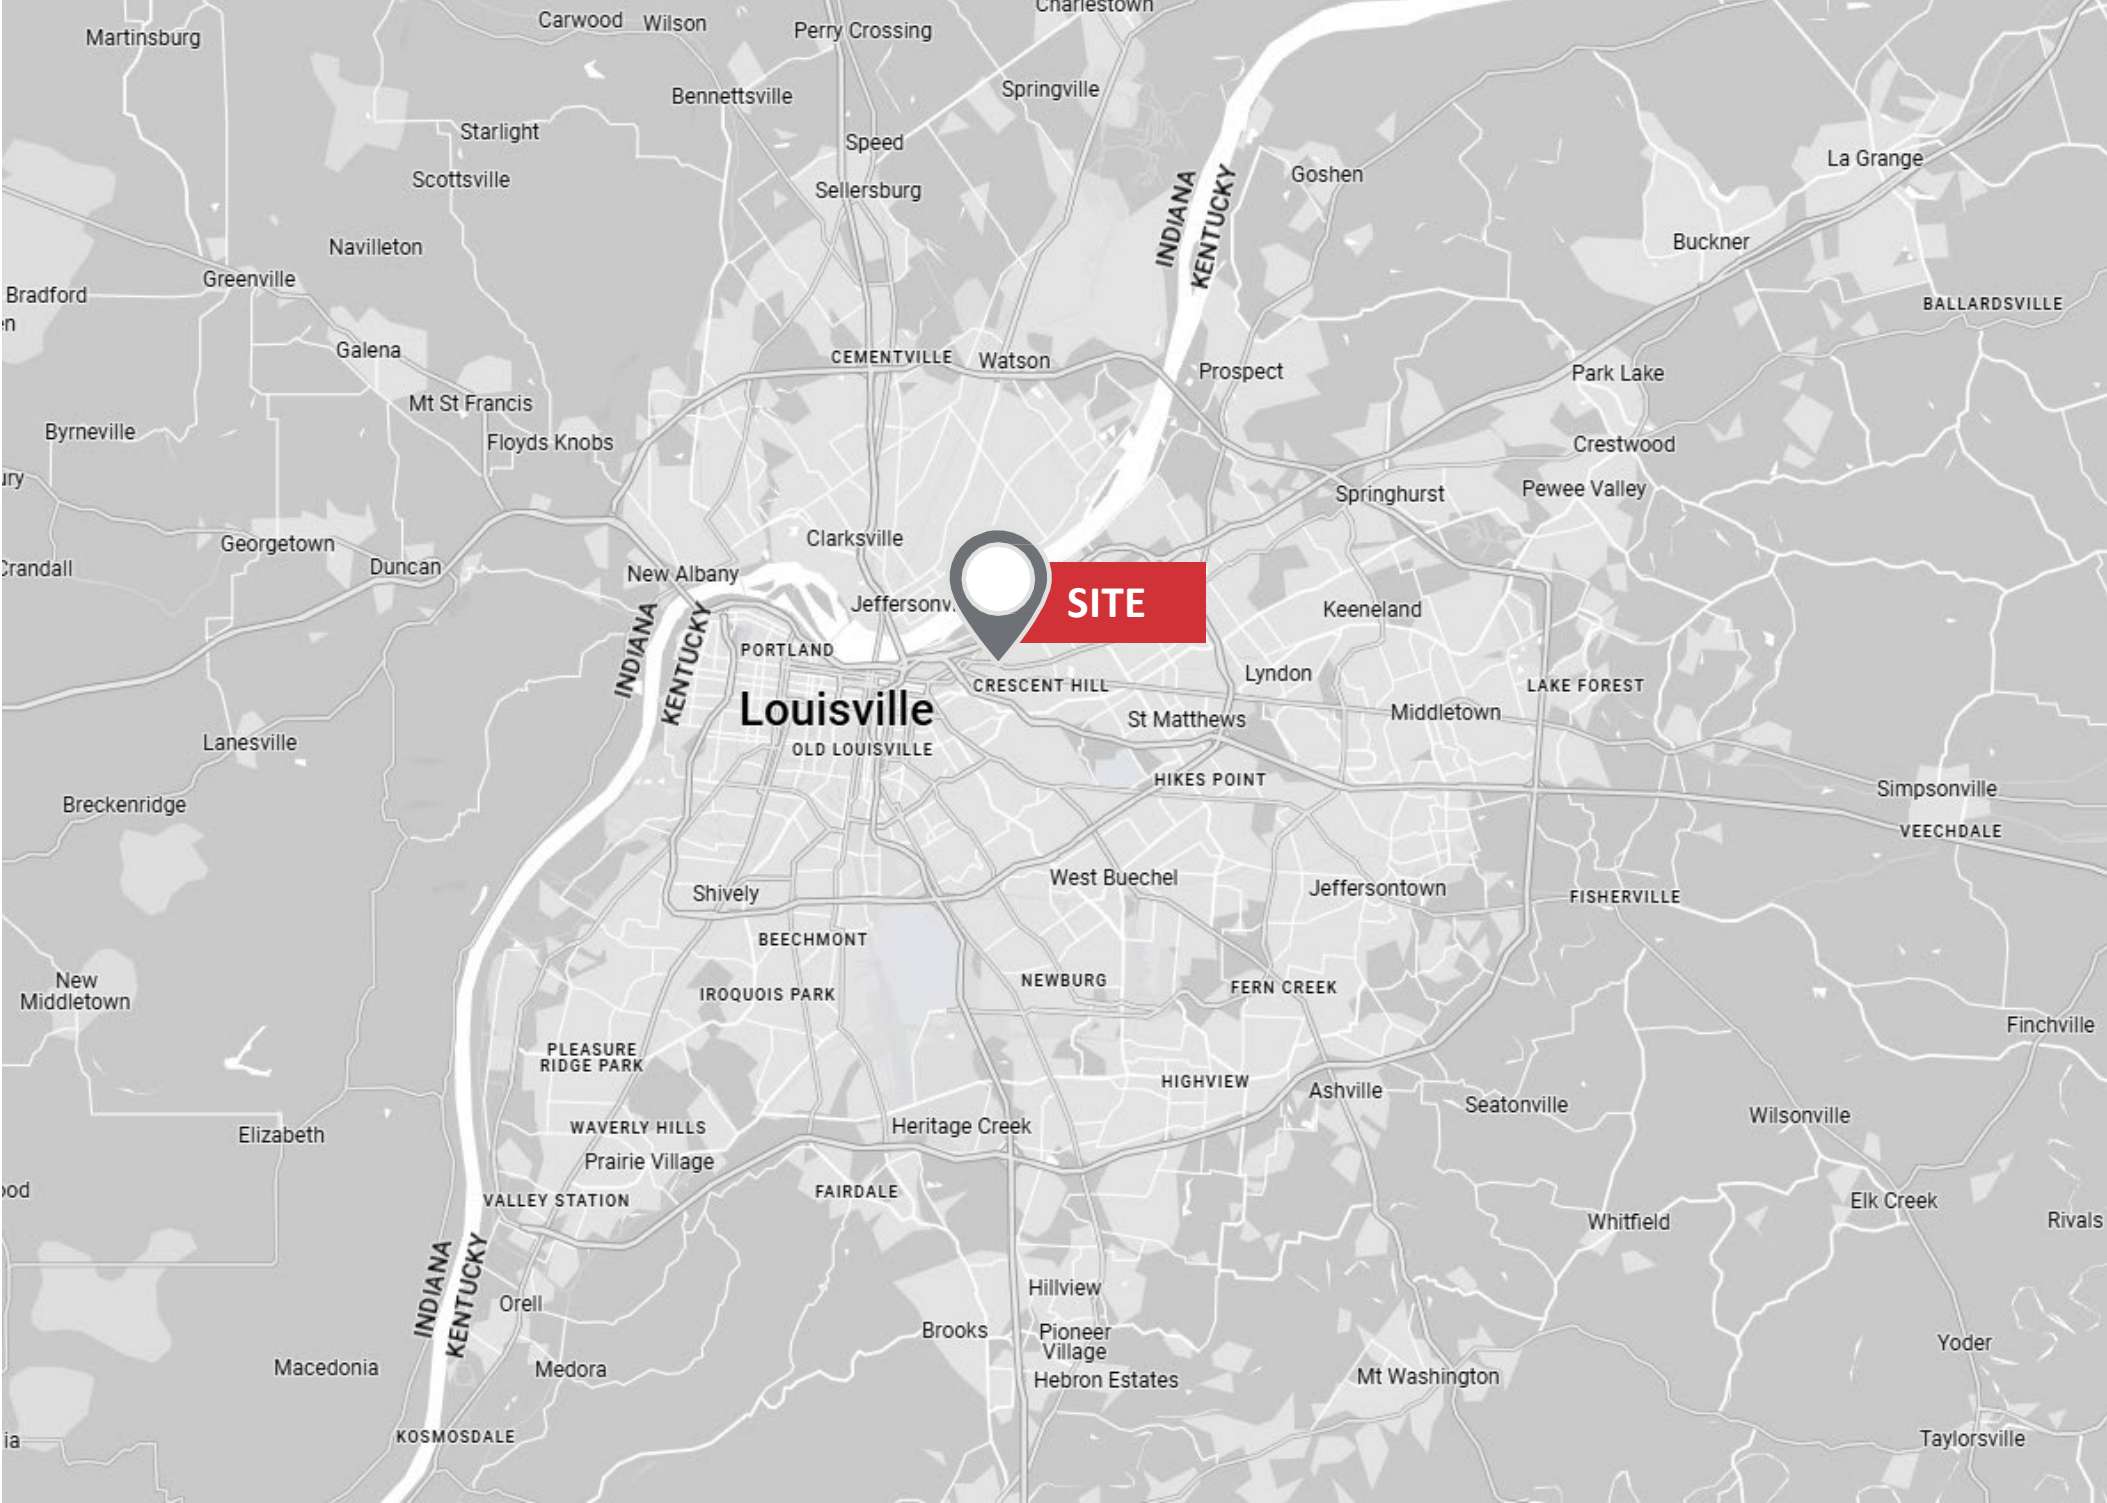 Charlestown
Carwood
Wilson
Perry Crossing
Martinsburg
Springville
Bennettsville
Starlight
Speed
La Grange
Goshen
Scottsville
Sellersburg
INDIANA
KENTUCKY
Buckner
Navilleton
Greenville
Bradford
BALLARDSVILLE
en
Galena
CEMENTVILLE
Watson
Prospect
Park Lake
Mt St Francis
Byrneville
Floyds Knobs
Crestwood
ury
Springhurst
Pewee Valley
Clarksville
Georgetown
Duncan
Crandall
New Albany
Jeffersonv
SITE
Keeneland
INDIANA
KENTUCKY
PORTLAND
Lyndon
CRESCENT HILL
LAKE FOREST
Louisville
St Matthews
Middletown
Lanesville
OLD LOUISVILLE
HIKES POINT
Simpsonville
Breckenridge
VEECHDALE
West Buechel
Jeffersontown
Shively
FISHERVILLE
BEECHMONT
New
Middletown
NEWBURG
FERN CREEK
IROQUOIS PARK
Finchville
PLEASURE
RIDGE PARK
HIGHVIEW
Ashville
Seatonville
Wilsonville
WAVERLY HILLS
Heritage Creek
Elizabeth
Prairie Village
ood
FAIRDALE
VALLEY STATION
Elk Creek
Whitfield
Rivals
INDIANA
KENTUCKY
Hillview
Orell
Brooks
Pioneer
Village
Yoder
Macedonia
Medora
Hebron Estates
Mt Washington
KOSMOSDALE
ia
Taylorsville